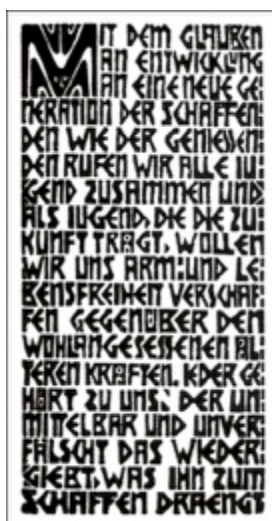 MIT DEM GLAUBEN
AN ENTWICKLUNG
AN EINE NEUE GE:
NERATION DER SCHAFFEN:
DEN WIE DER GENIESSEN:
DEN RUFEN WIR ALLE JU:
GEND ZUSAMMEN UND
ALS JUGEND, DIE DIE ZU:
KUNFT TRÄGT, WOLLEN
WIR UNS ARM: UND LE:
BENSFREIHEIT VERSCHAF:
FEN GEGENÜBER DEN
WOHLANGESESSENEN ÄL:
TEREN KRÄFTEN. JEDER GE:
HÖRT ZU UNS, DER UN:
MITTELBAR UND UNVER:
FÄLSCHT DAS WIEDER:
GIEBT, WAS IHN ZUM
SCHAFFEN DRAENGT